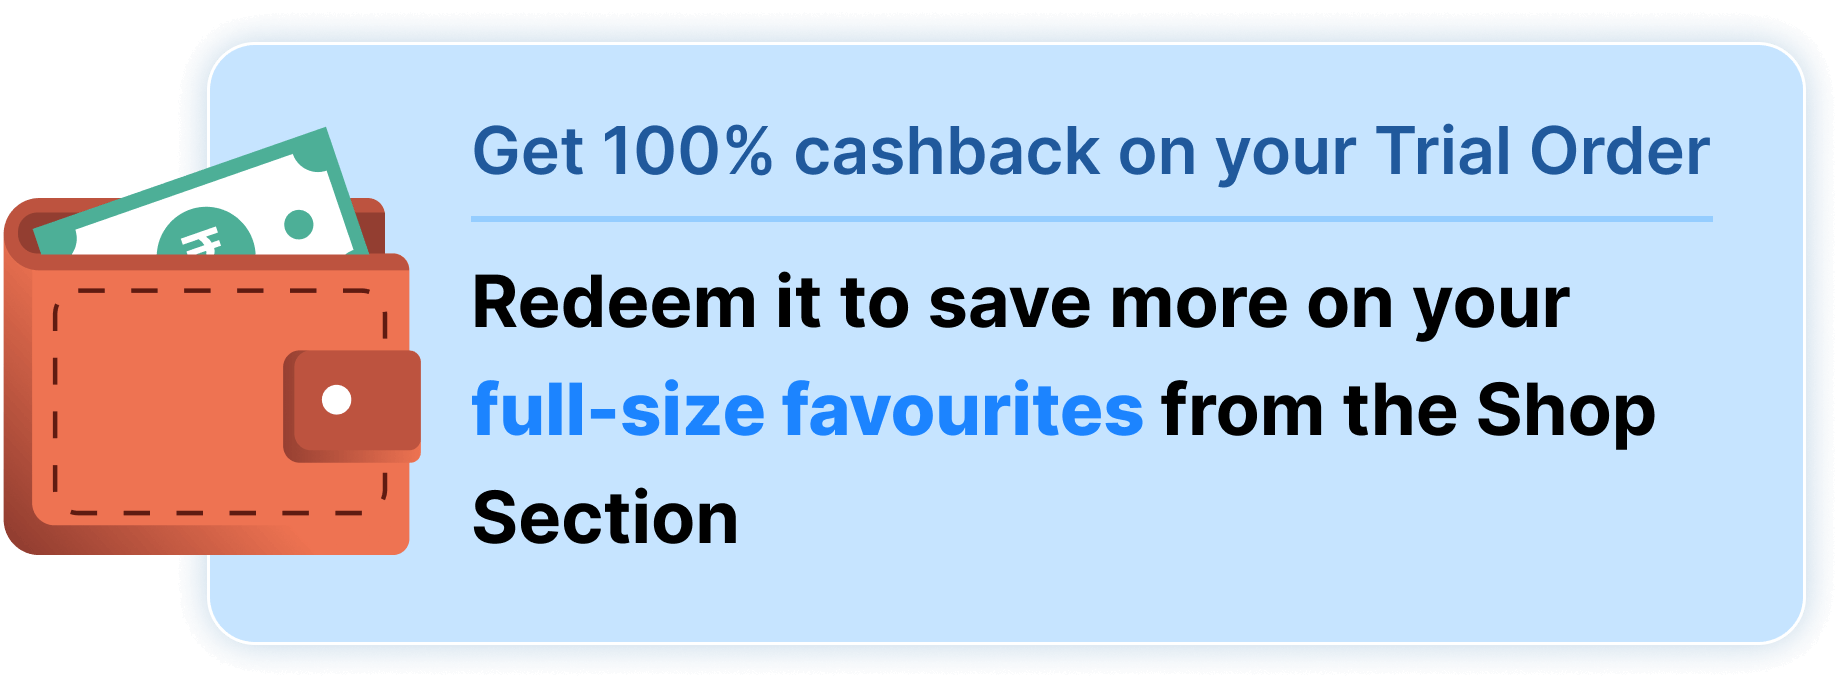 Get 100% cashback on your Trial Order
₹
Redeem it to save more on your
full-size favourites from the Shop
Section